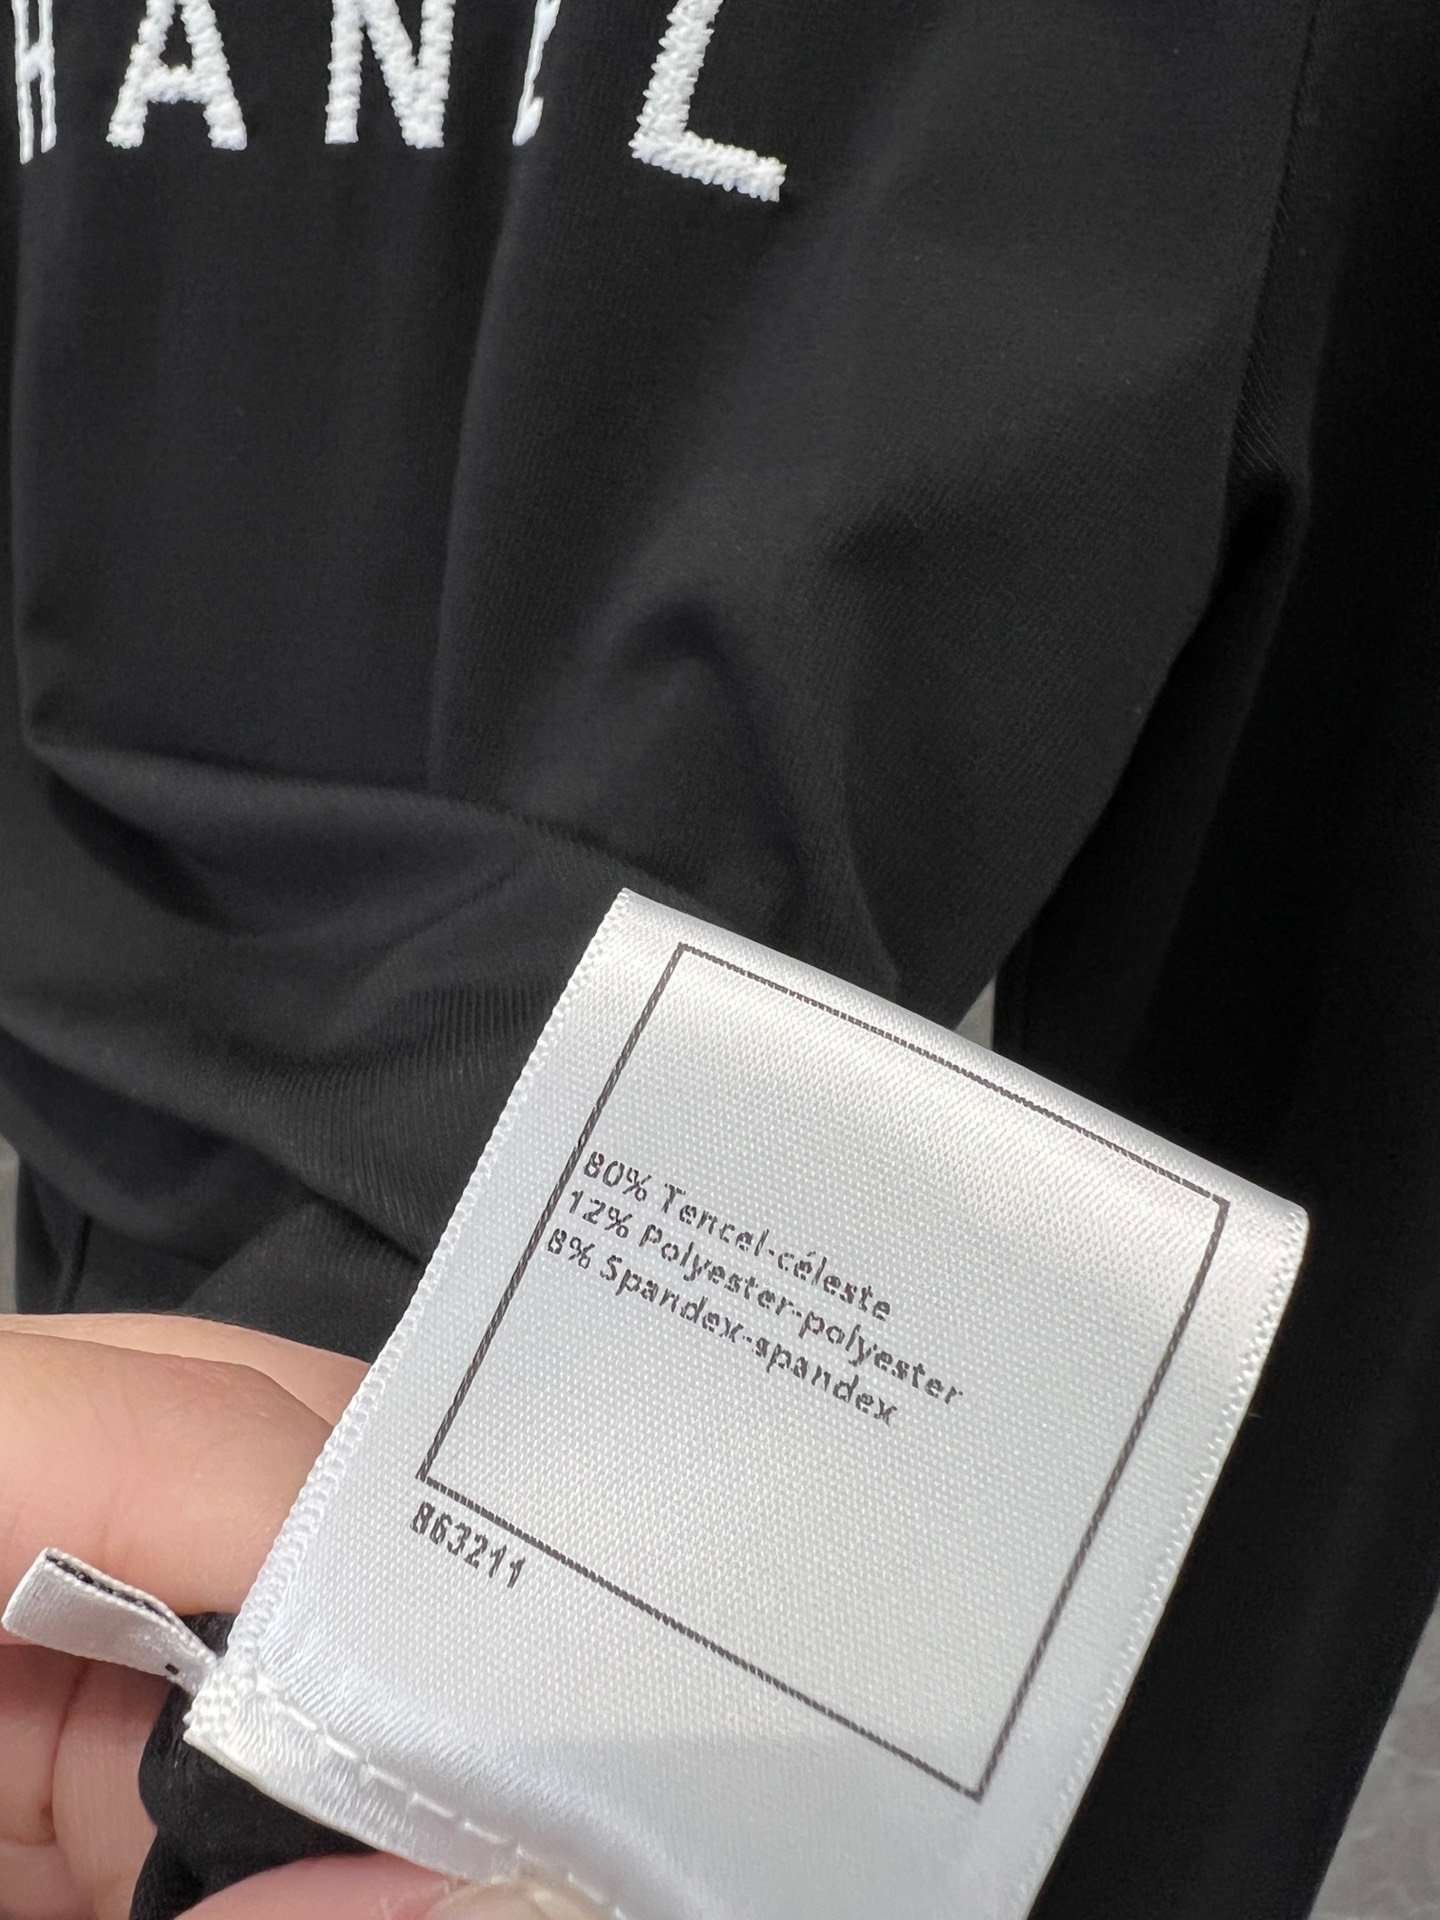 HANEL
80% Tencel-céleste
12% Polyester-polyester
8% Spandex-spandex
863211